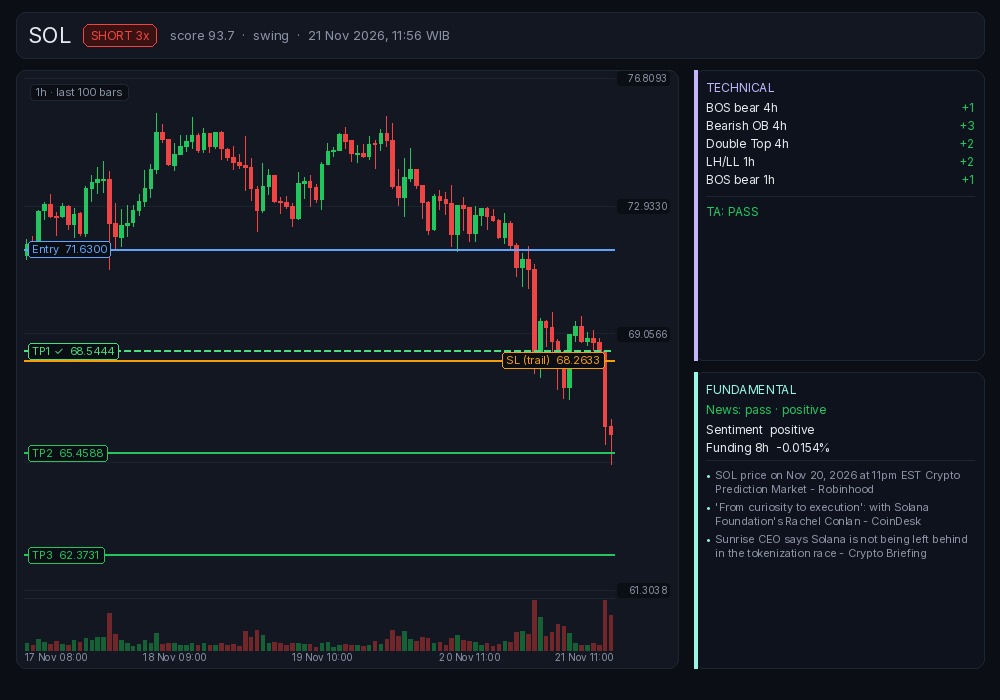 SOL SHORT 3x score 93.7 · swing · 21 Nov 2026, 11:56 WIB
1h · last 100 bars
76.8093
72.9330
69.0566
61.3038
Entry 71.6300
TP1 ✓ 68.5444
SL (trail) 68.2633
TP2 65.4588
TP3 62.3731
17 Nov 08:00 18 Nov 09:00 19 Nov 10:00 20 Nov 11:00 21 Nov 11:00
TECHNICAL
BOS bear 4h +1
Bearish OB 4h +3
Double Top 4h +2
LH/LL 1h +2
BOS bear 1h +1
TA: PASS
FUNDAMENTAL
News: pass · positive
Sentiment positive
Funding 8h -0.0154%
• SOL price on Nov 20, 2026 at 11pm EST Crypto
Prediction Market - Robinhood
• 'From curiosity to execution': with Solana
Foundation's Rachel Conlan - CoinDesk
• Sunrise CEO says Solana is not being left behind
in the tokenization race - Crypto Briefing